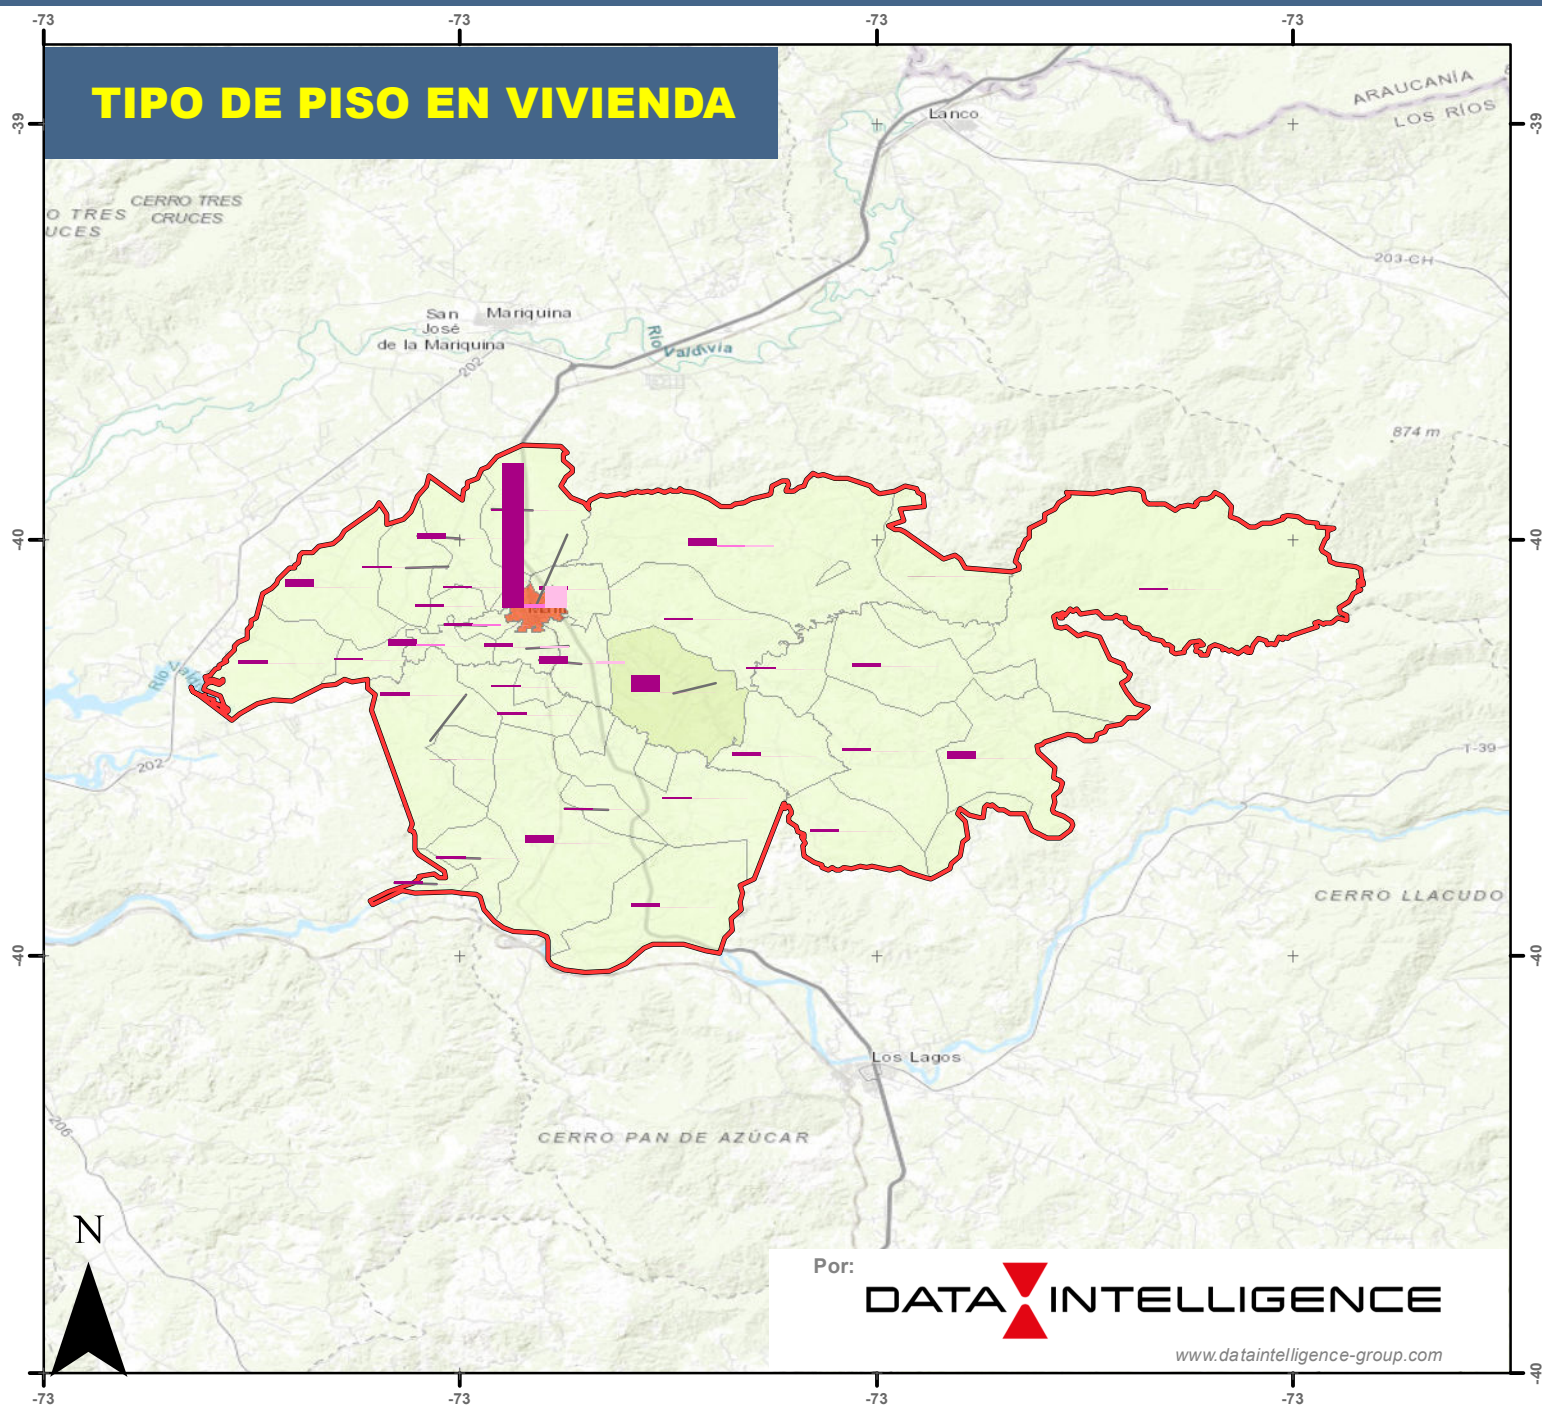 -73 -73 -73 -73
TIPO DE PISO EN VIVIENDA
ARAUCANÍA
LOS RÍOS
Lanco
-39 -39
CERRO TRES
CRUCES
O TRES
UCES
203-CH
San
José
de la Mariquina
Mariquina
Río
Valdivia
202
874 m
-40 -40
Río
T-39
202
CERRO LLACUDO
-40 -40
Los Lagos
206
CERRO PAN DE AZÚCAR
N
Por:
DATA INTELLIGENCE
www.dataintelligence-group.com
-40 -40
-73 -73 -73 -73